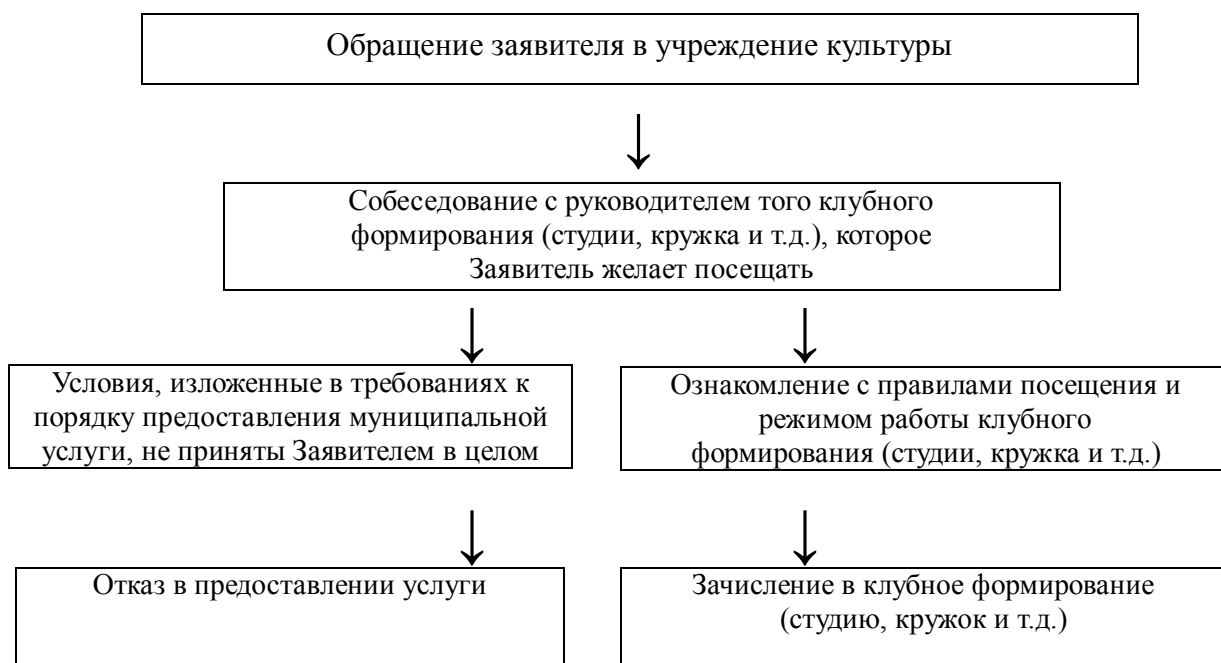 Обращение заявителя в учреждение культуры
Собеседование с руководителем того клубного
формирования (студии, кружка и т.д.), которое
Заявитель желает посещать
Условия, изложенные в требованиях к
порядку предоставления муниципальной
услуги, не приняты Заявителем в целом
Ознакомление с правилами посещения и
режимом работы клубного
формирования (студии, кружка и т.д.)
Отказ в предоставлении услуги
Зачисление в клубное формирование
(студию, кружок и т.д.)